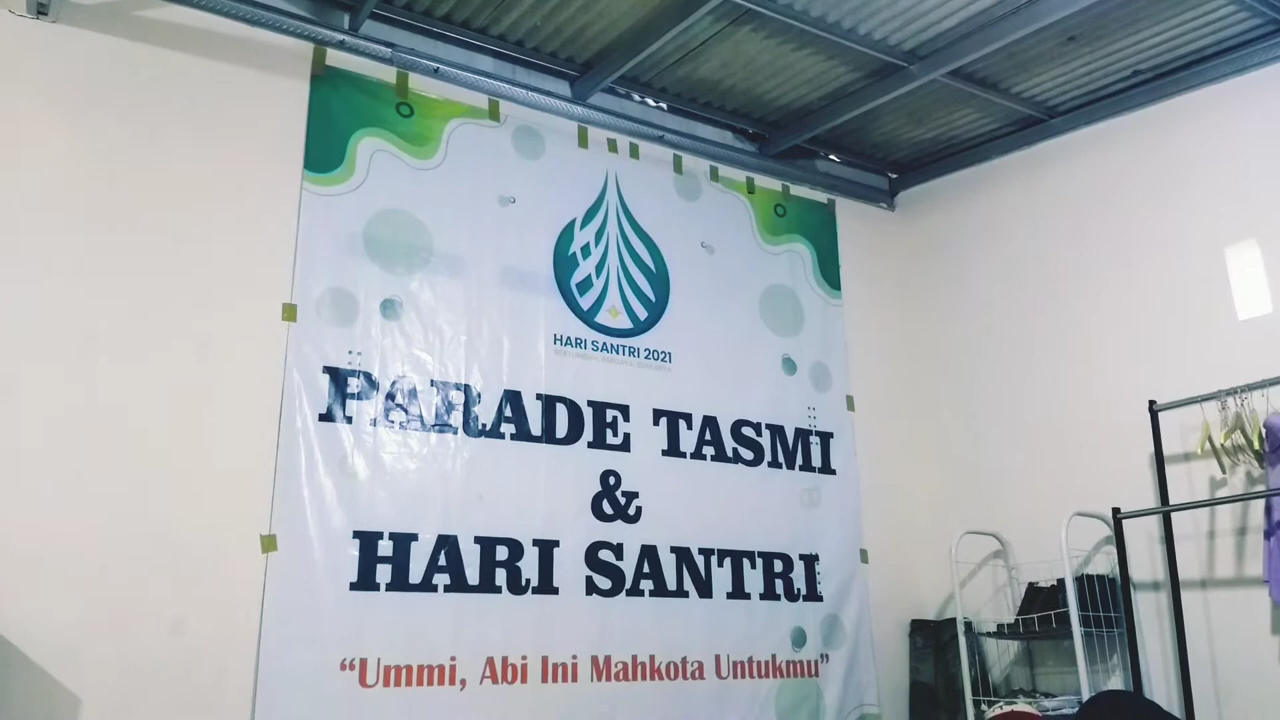 HARI SANTRI 2021
PARADE TASMI
&
HARI SANTRI
“Ummi, Abi Ini Mahkota Untukmu”